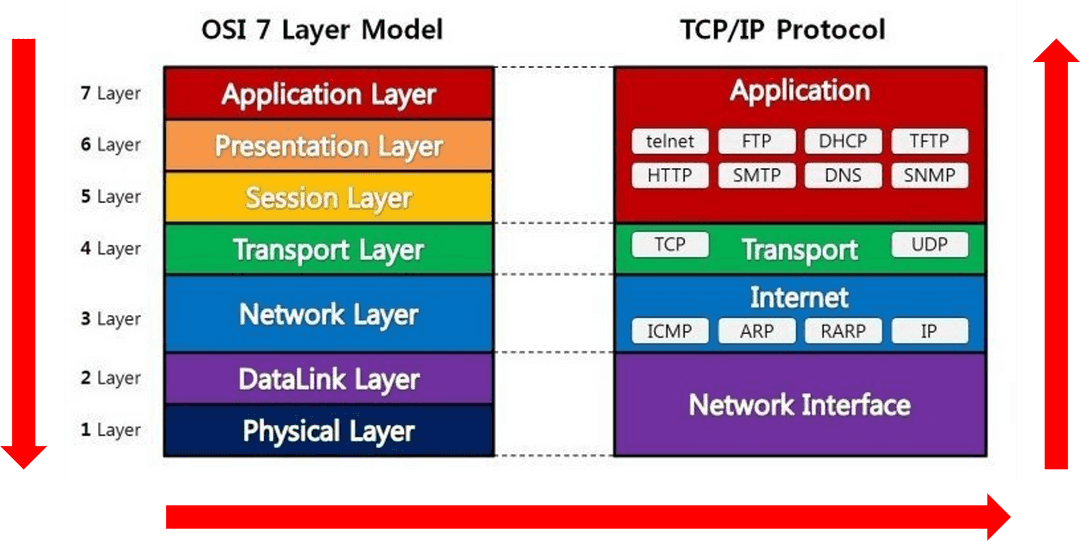 OSI 7 Layer Model
TCP/IP Protocol
7 Layer
Application Layer
6 Layer
Presentation Layer
5 Layer
Session Layer
4 Layer
Transport Layer
3 Layer
Network Layer
2 Layer
DataLink Layer
1 Layer
Physical Layer
Application
telnet FTP DHCP TFTP
HTTP SMTP DNS SNMP
TCP Transport UDP
Internet
ICMP ARP RARP IP
Network Interface